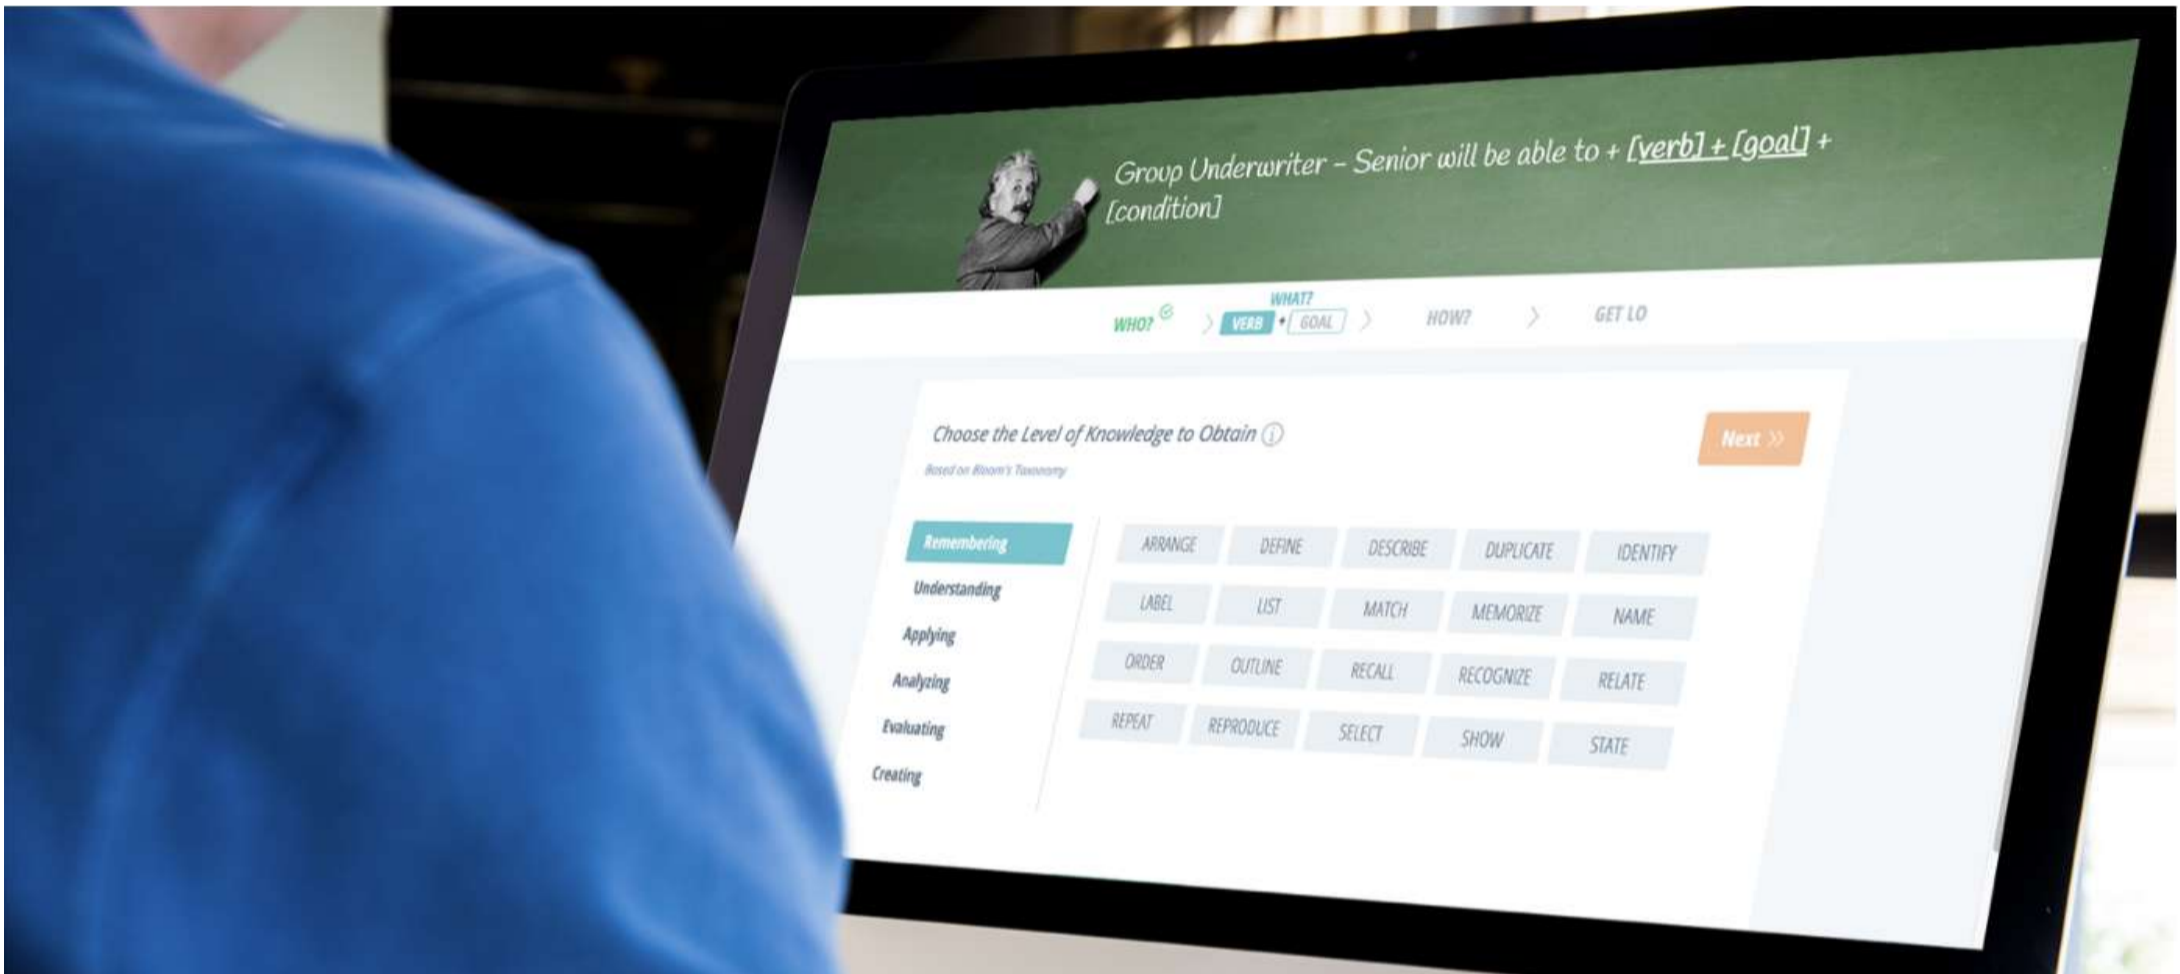 Group Underwriter – Senior will be able to + [verb] + [goal] +
[condition]
WHO?
WHAT?
VERB + GOAL
HOW?
GET LO
Choose the Level of Knowledge to Obtain
Based on Bloom's Taxonomy
Next »
Remembering
Understanding
Applying
Analyzing
Evaluating
Creating
ARRANGE DEFINE DESCRIBE DUPLICATE IDENTIFY
LABEL LIST MATCH MEMORIZE NAME
ORDER OUTLINE RECALL RECOGNIZE RELATE
REPEAT REPRODUCE SELECT SHOW STATE